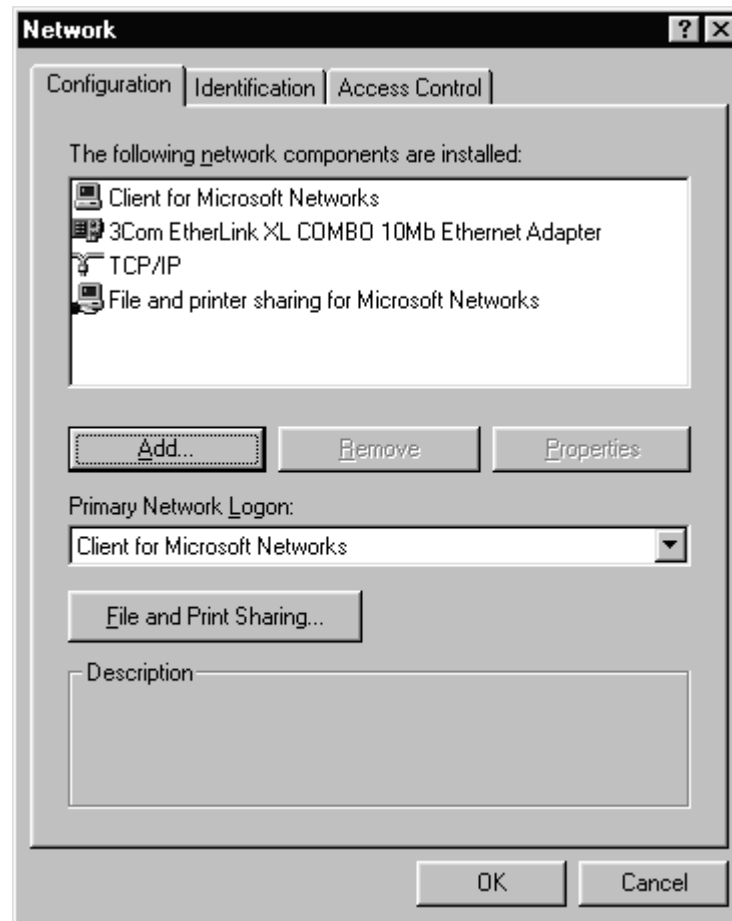 Network
Configuration Identification Access Control
The following network components are installed:
Client for Microsoft Networks
3Com EtherLink XL COMBO 10Mb Ethernet Adapter
TCP/IP
File and printer sharing for Microsoft Networks
Add... Remove Properties
Primary Network Logon:
Client for Microsoft Networks
File and Print Sharing...
Description
OK Cancel